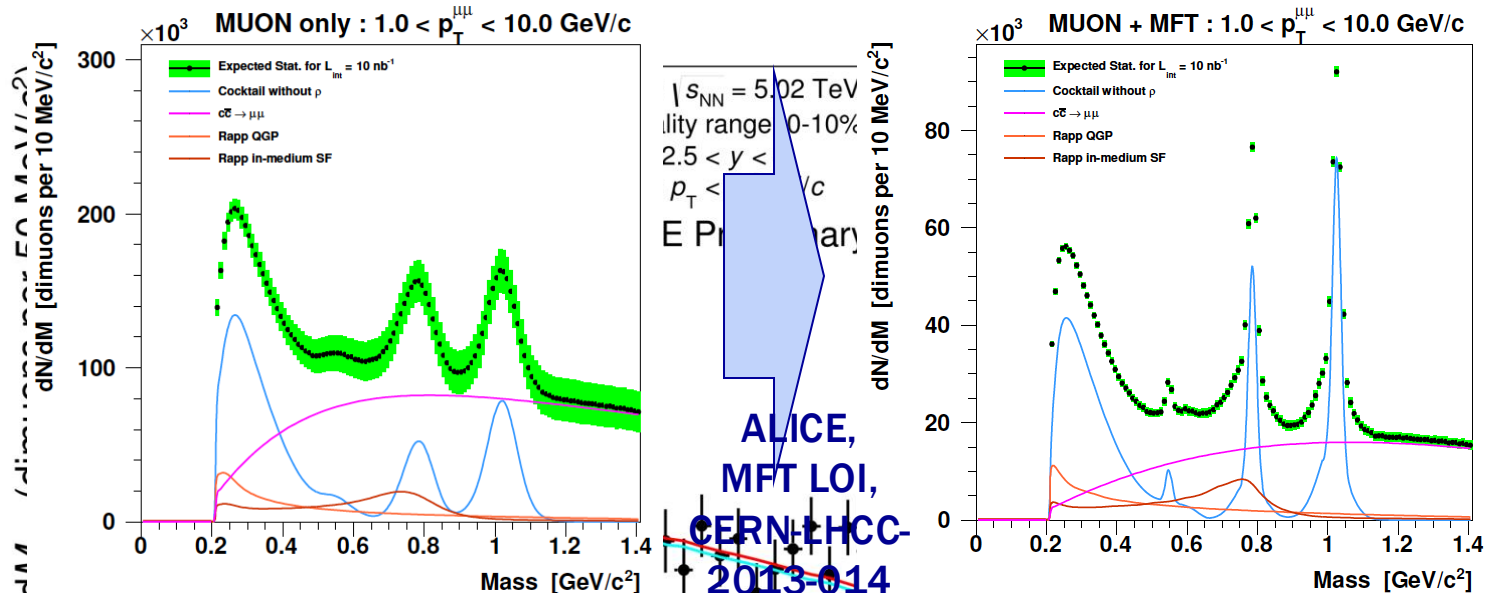 MUON only : 1.0 < p_T^μμ < 10.0 GeV/c
×10³
dN/dM [dimuons per 10 MeV/c²]
300
200
100
0
Expected Stat. for L_int = 10 nb⁻¹
Cocktail without ρ
cc̅ → μμ
Rapp QGP
Rapp in-medium SF
0 0.2 0.4 0.6 0.8 1 1.2 1.4
Mass [GeV/c²]
√s_NN = 5.02 TeV
range 0-10%
2.5 < y <
p_T < /c
ALICE,
MFT LOI,
CERN-LHCC-
2013-014
MUON + MFT : 1.0 < p_T^μμ < 10.0 GeV/c
×10³
dN/dM [dimuons per 10 MeV/c²]
80
60
40
20
0
Expected Stat. for L_int = 10 nb⁻¹
Cocktail without ρ
cc̅ → μμ
Rapp QGP
Rapp in-medium SF
0 0.2 0.4 0.6 0.8 1 1.2 1.4
Mass [GeV/c²]